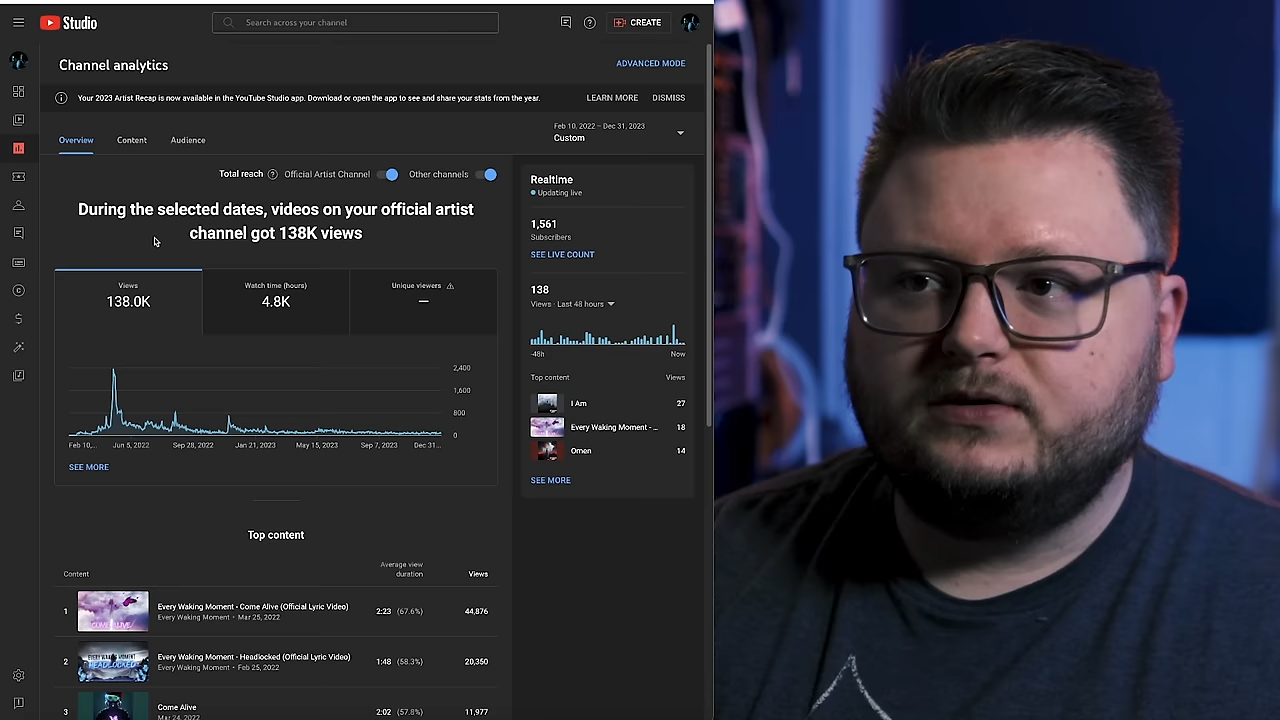 Studio
Search across your channel
CREATE
Channel analytics
ADVANCED MODE
Your 2023 Artist Recap is now available in the YouTube Studio app. Download or open the app to see and share your stats from the year.
LEARN MORE
DISMISS
Overview
Content
Audience
Feb 10, 2022 – Dec 31, 2023
Custom
Total reach
Official Artist Channel
Other channels
During the selected dates, videos on your official artist
channel got 138K views
Views
138.0K
Watch time (hours)
4.8K
Unique viewers
—
2,400
1,600
800
0
Feb 10,...
Jun 5, 2022
Sep 28, 2022
Jan 21, 2023
May 15, 2023
Sep 7, 2023
Dec 31...
SEE MORE
Top content
Content
Average view
duration
Views
1
Every Waking Moment - Come Alive (Official Lyric Video)
Every Waking Moment • Mar 25, 2022
2:23 (67.6%)
44,876
2
Every Waking Moment - Headlocked (Official Lyric Video)
Every Waking Moment • Feb 25, 2022
1:48 (58.3%)
20,350
3
Come Alive
Mar 24, 2022
2:02 (57.8%)
11,977
Realtime
Updating live
1,561
Subscribers
SEE LIVE COUNT
138
Views · Last 48 hours
-48h
Now
Top content
Views
I Am
27
Every Waking Moment - ...
18
Omen
14
SEE MORE